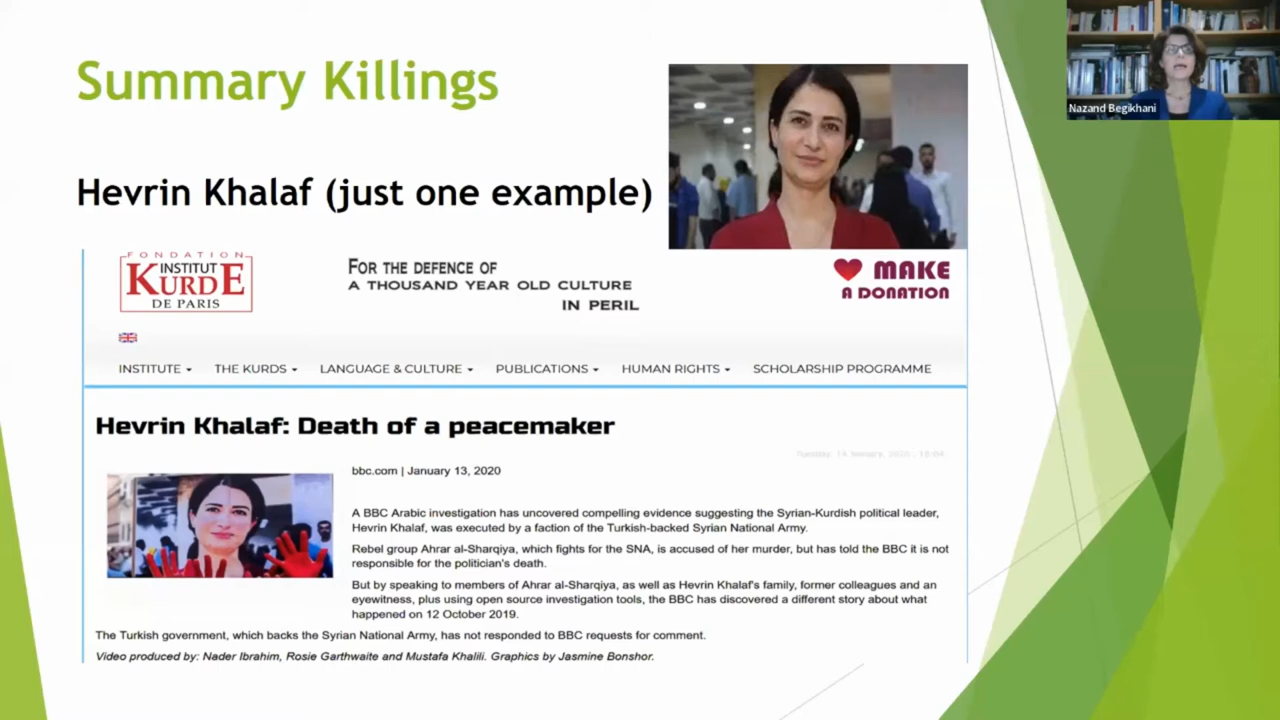 Summary Killings
Nazand Begikhani
Hevrin Khalaf (just one example)
FONDATION
INSTITUT
KURDE
DE PARIS
FOR THE DEFENCE OF
A THOUSAND YEAR OLD CULTURE
IN PERIL
MAKE
A DONATION
INSTITUTE
THE KURDS
LANGUAGE & CULTURE
PUBLICATIONS
HUMAN RIGHTS
SCHOLARSHIP PROGRAMME
Hevrin Khalaf: Death of a peacemaker
bbc.com | January 13, 2020
A BBC Arabic investigation has uncovered compelling evidence suggesting the Syrian-Kurdish political leader,
Hevrin Khalaf, was executed by a faction of the Turkish-backed Syrian National Army.
Rebel group Ahrar al-Sharqiya, which fights for the SNA, is accused of her murder, but has told the BBC it is not
responsible for the politician's death.
But by speaking to members of Ahrar al-Sharqiya, as well as Hevrin Khalaf's family, former colleagues and an
eyewitness, plus using open source investigation tools, the BBC has discovered a different story about what
happened on 12 October 2019.
The Turkish government, which backs the Syrian National Army, has not responded to BBC requests for comment.
Video produced by: Nader Ibrahim, Rosie Garthwaite and Mustafa Khalili. Graphics by Jasmine Bonshor.